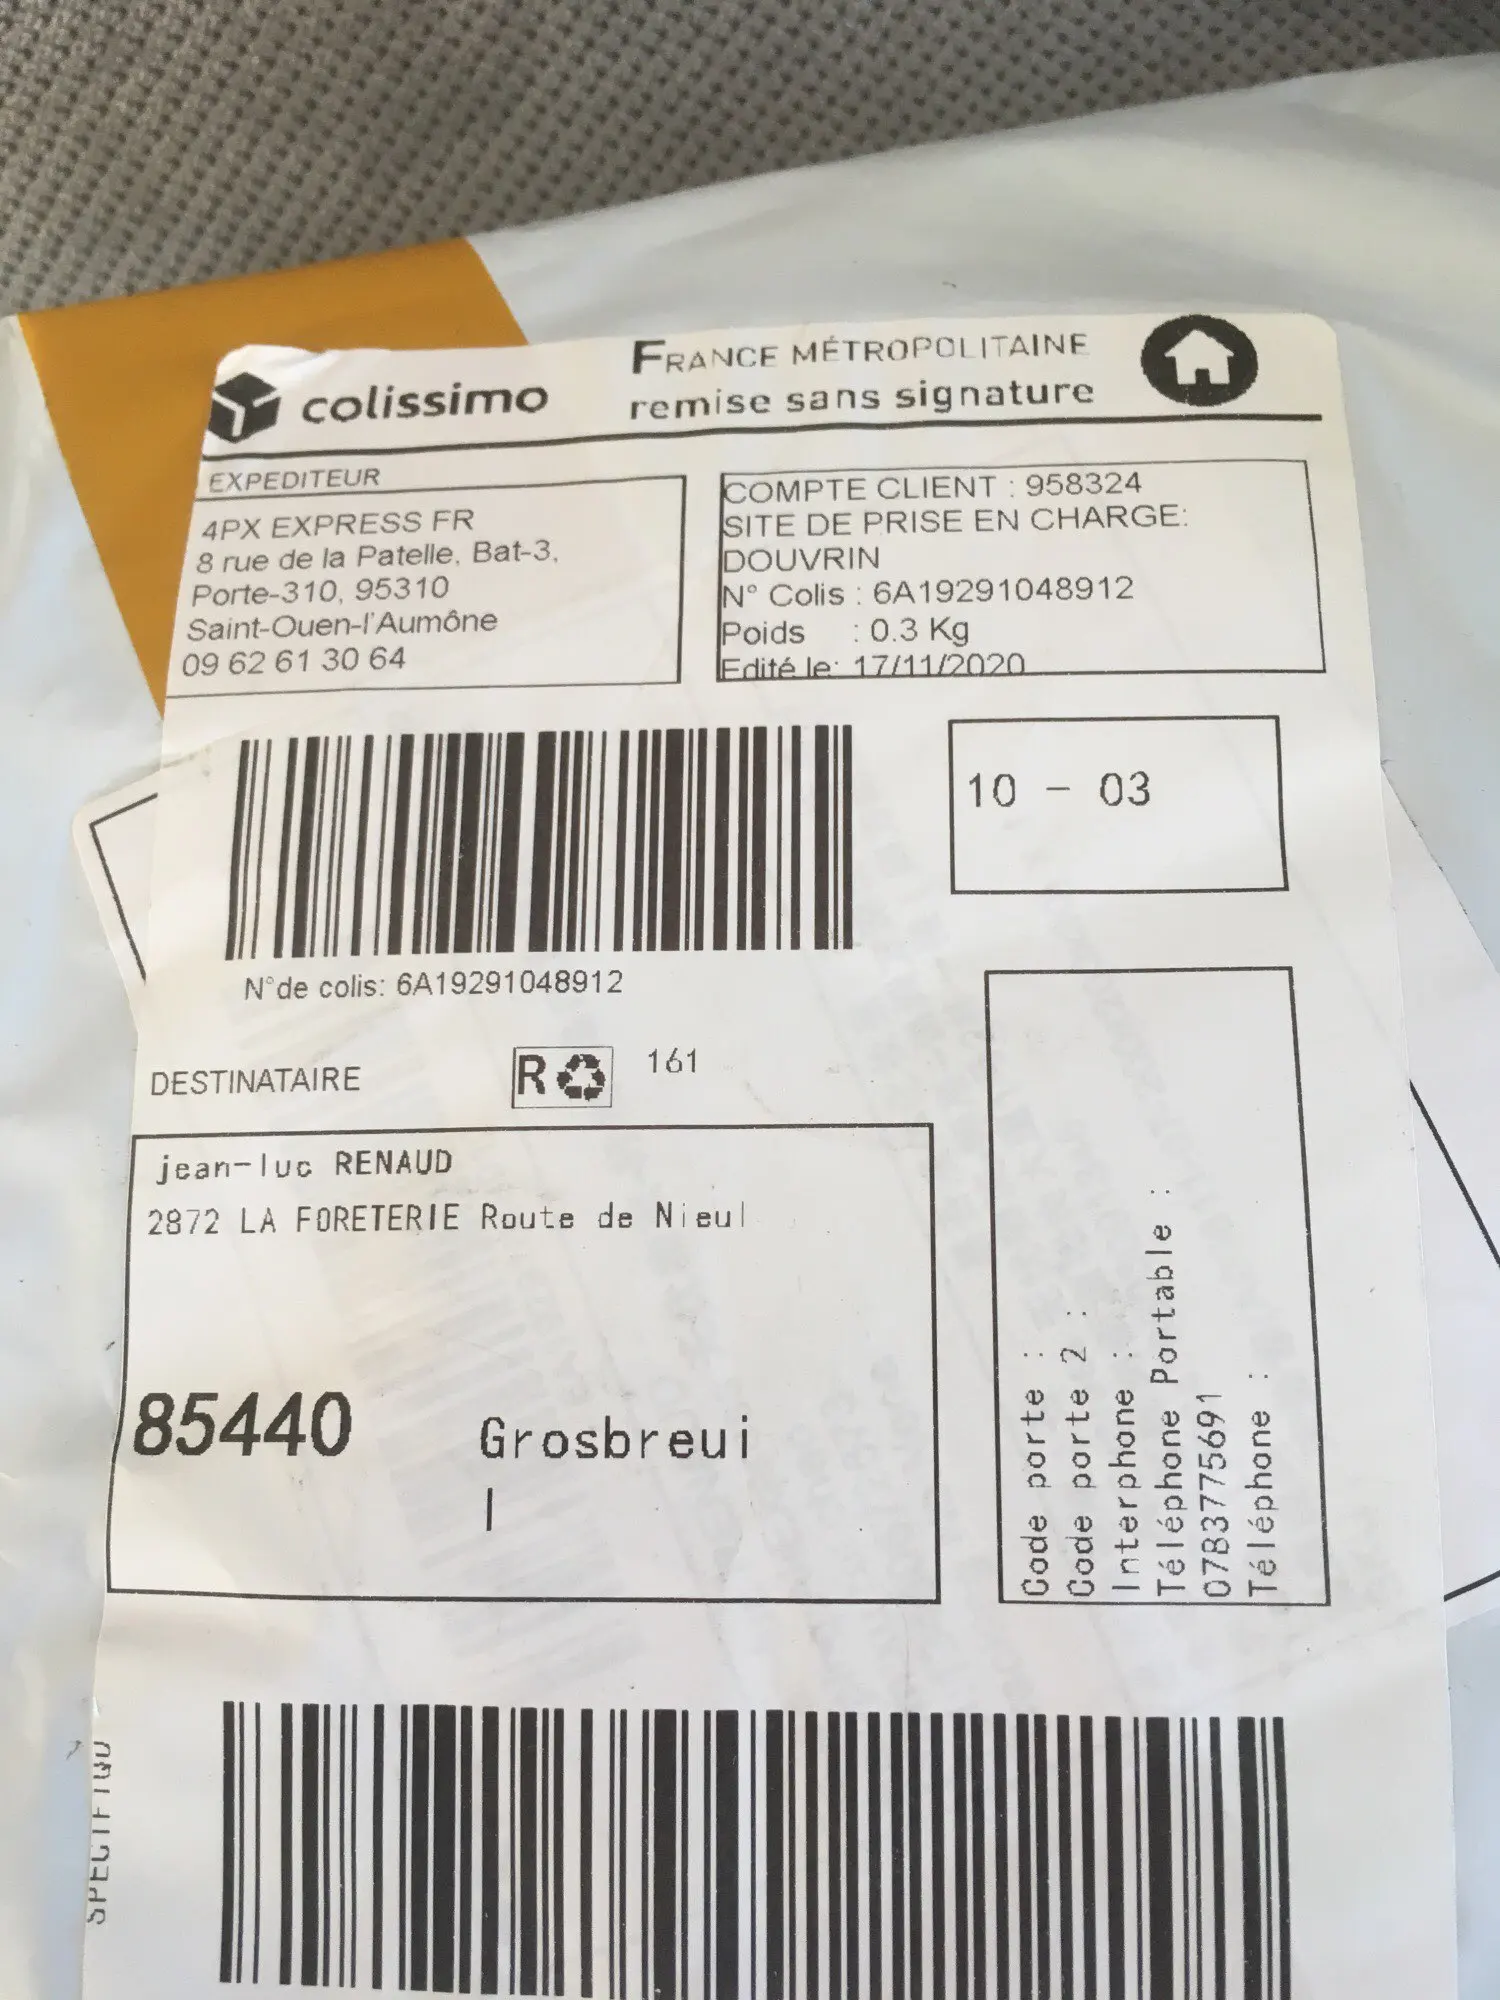 colissimo
FRANCE MÉTROPOLITAINE
remise sans signature
EXPEDITEUR
4PX EXPRESS FR
8 rue de la Patelle, Bat-3,
Porte-310, 95310
Saint-Ouen-l'Aumône
09 62 61 30 64
COMPTE CLIENT : 958324
SITE DE PRISE EN CHARGE:
DOUVRIN
N° Colis : 6A19291048912
Poids : 0.3 Kg
Edité le: 17/11/2020
10 - 03
N°de colis: 6A19291048912
DESTINATAIRE
R 161
jean-luc RENAUD
2872 LA FORETERIE Route de Nieul
85440 Grosbreui
l
Code porte :
Code porte 2 :
Interphone :
Téléphone Portable :
0783775691
Téléphone :